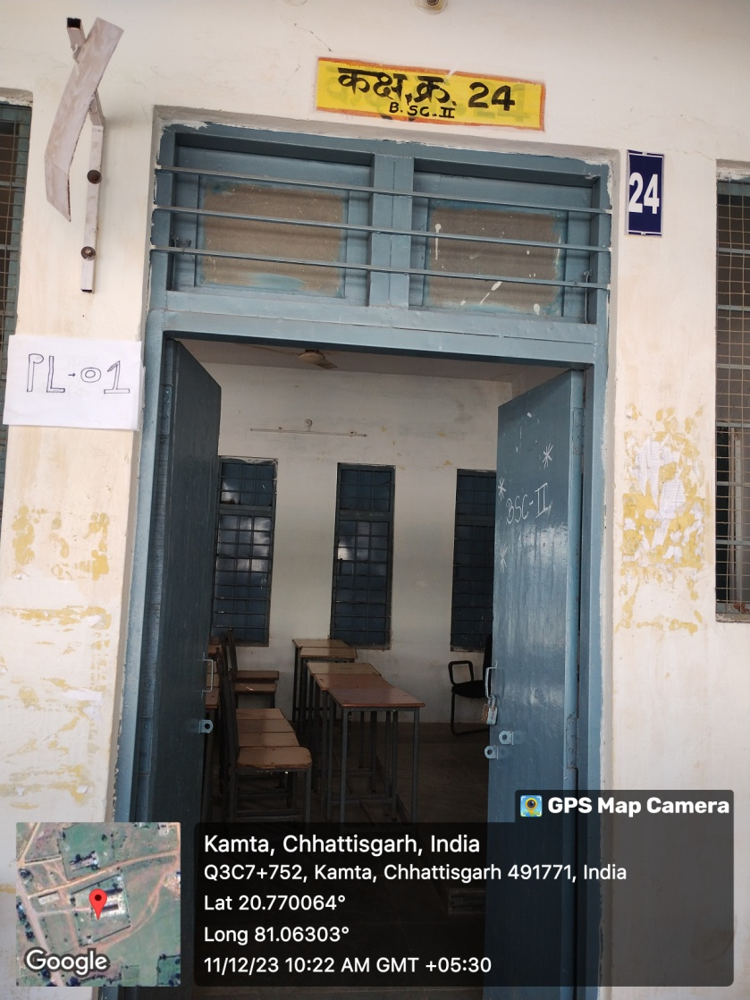 कक्ष क्र. 24
B.SC.II
24
PL-01
BSC-II
GPS Map Camera
Kamta, Chhattisgarh, India
Q3C7+752, Kamta, Chhattisgarh 491771, India
Lat 20.770064°
Long 81.06303°
11/12/23 10:22 AM GMT +05:30
Google